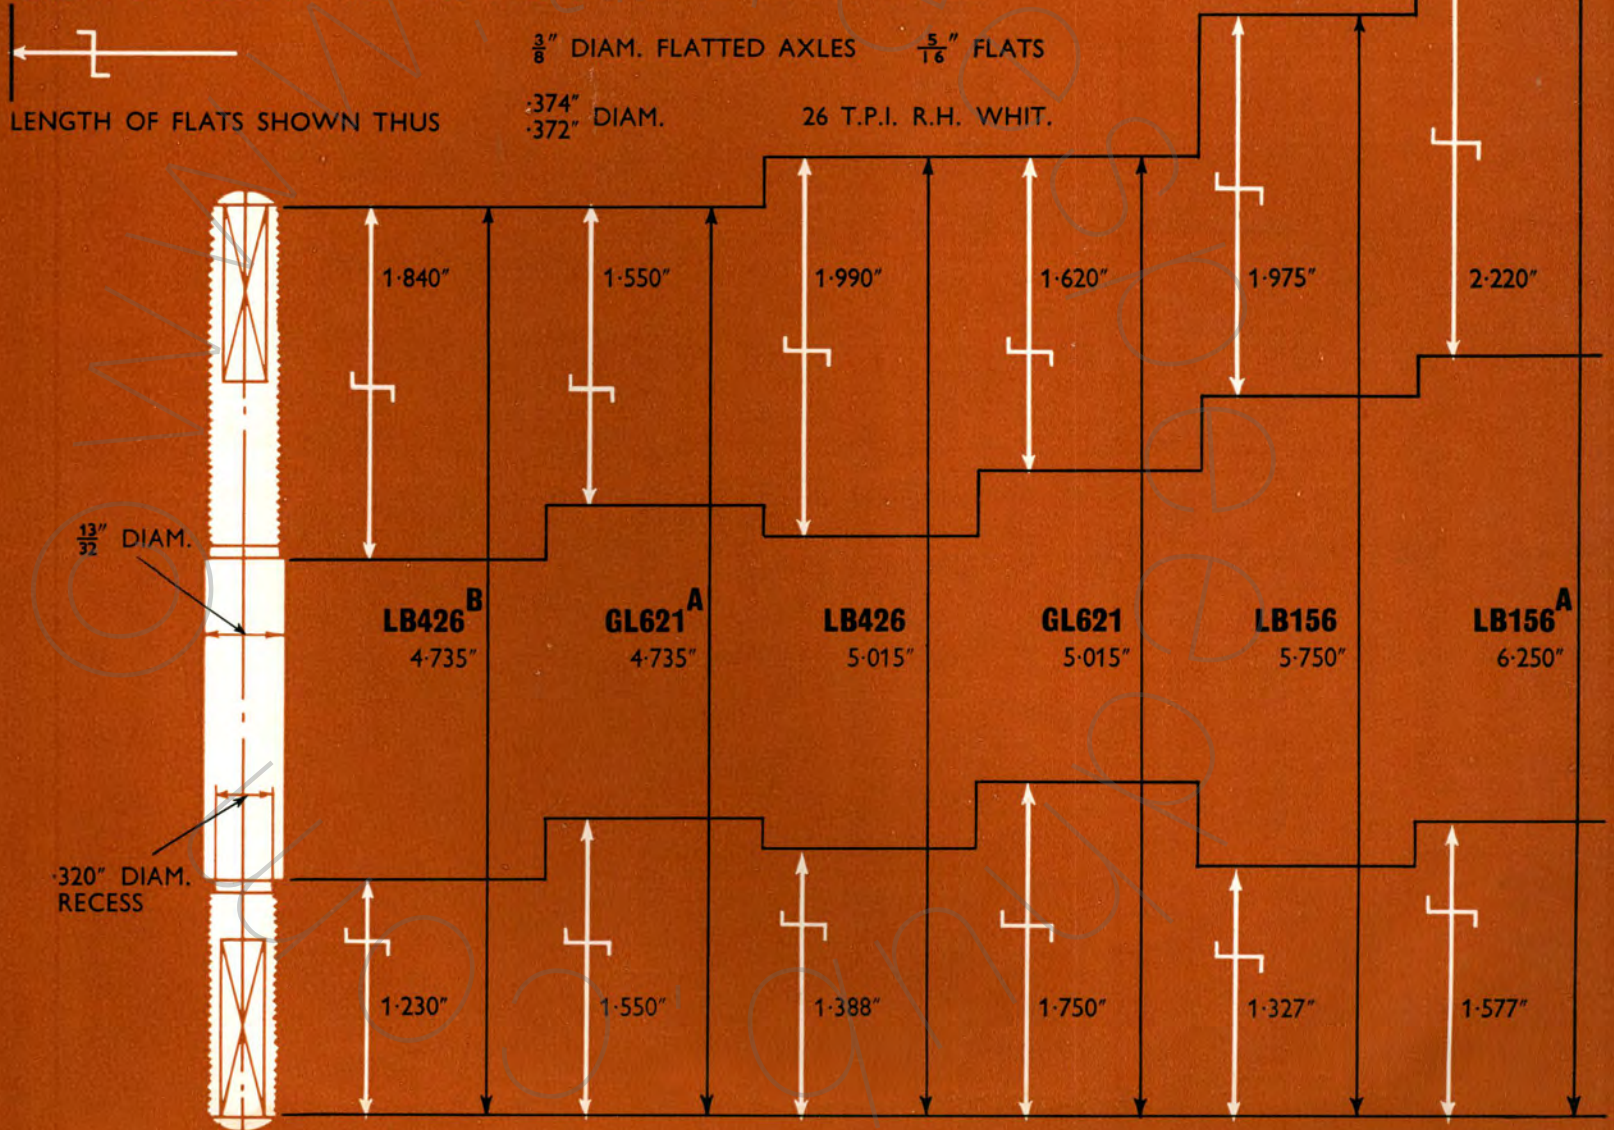 3/8" DIAM. FLATTED AXLES 5/16" FLATS
LENGTH OF FLATS SHOWN THUS
·374"
·372" DIAM. 26 T.P.I. R.H. WHIT.
1·840" 1·550" 1·990" 1·620" 1·975" 2·220"
13/32" DIAM.
LB426B GL621A LB426 GL621 LB156 LB156A
4·735" 4·735" 5·015" 5·015" 5·750" 6·250"
·320" DIAM.
RECESS
1·230" 1·550" 1·388" 1·750" 1·327" 1·577"